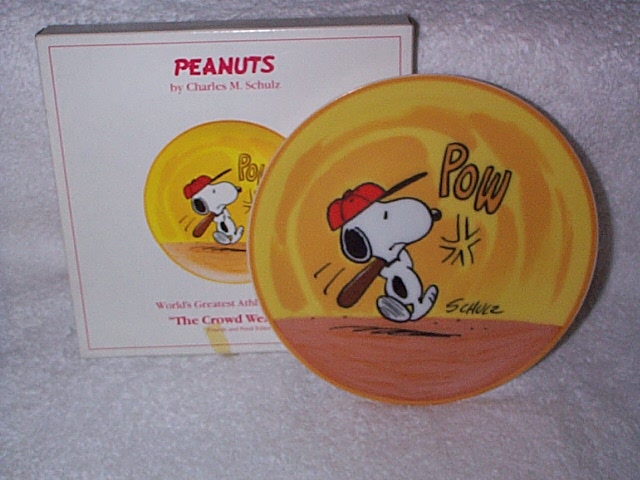 PEANUTS
by Charles M. Schulz
POW
World's Greatest Athl
"The Crowd We
POW
SCHULZ